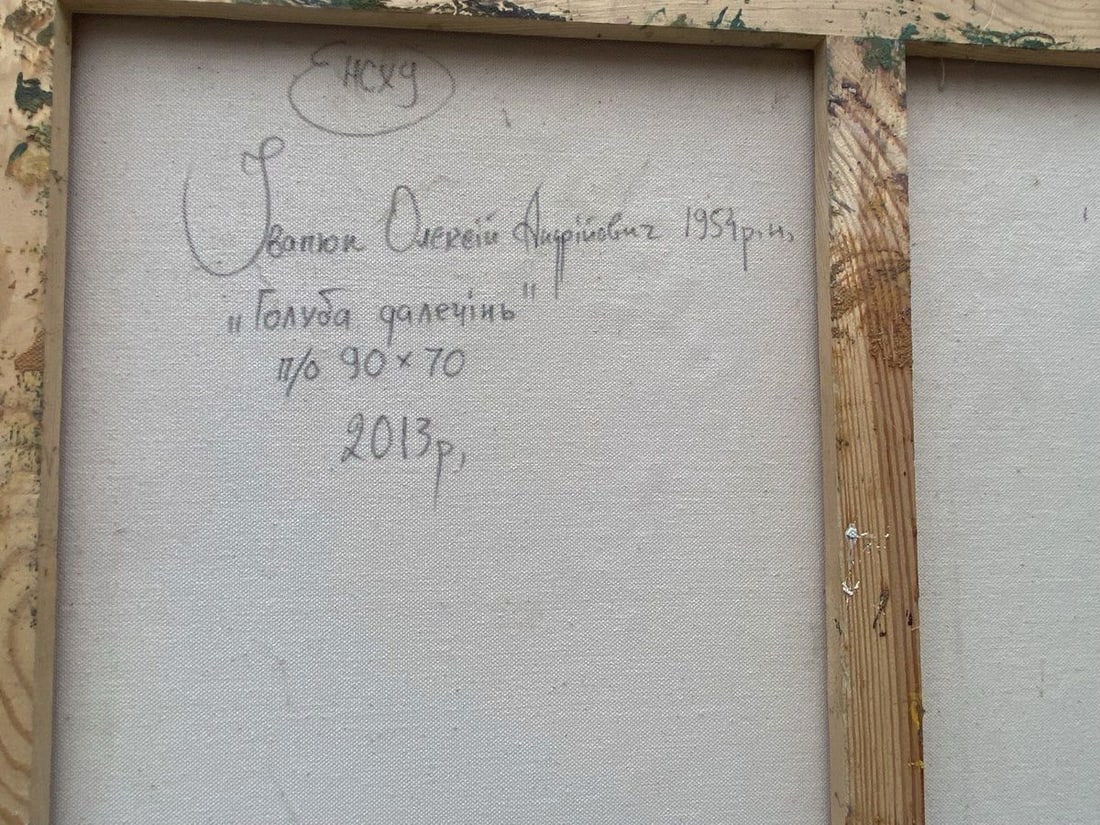 НСХУ
Іванюк Олексій Андрійович 1954р.н,
„Голуба далечінь"
п/о 90×70
2013р,